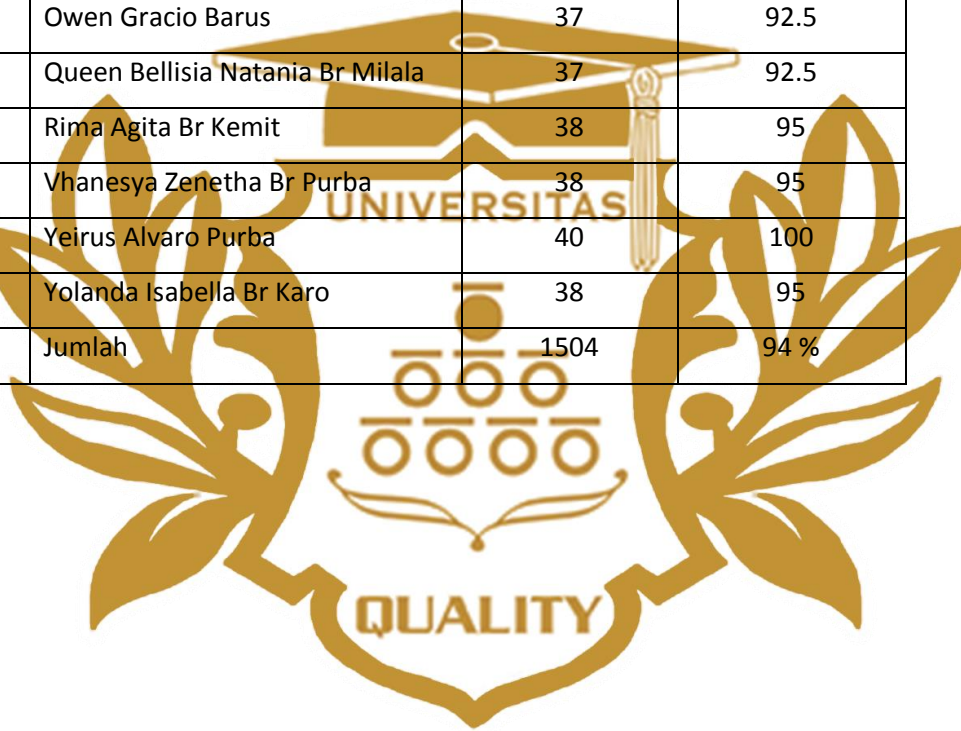 Owen Gracio Barus 37 92.5
Queen Bellisia Natania Br Milala 37 92.5
Rima Agita Br Kemit 38 95
Vhanesya Zenetha Br Purba 38 95
UNIVERSITAS
Yeirus Alvaro Purba 40 100
Yolanda Isabella Br Karo 38 95
Jumlah 1504 94 %
QUALITY